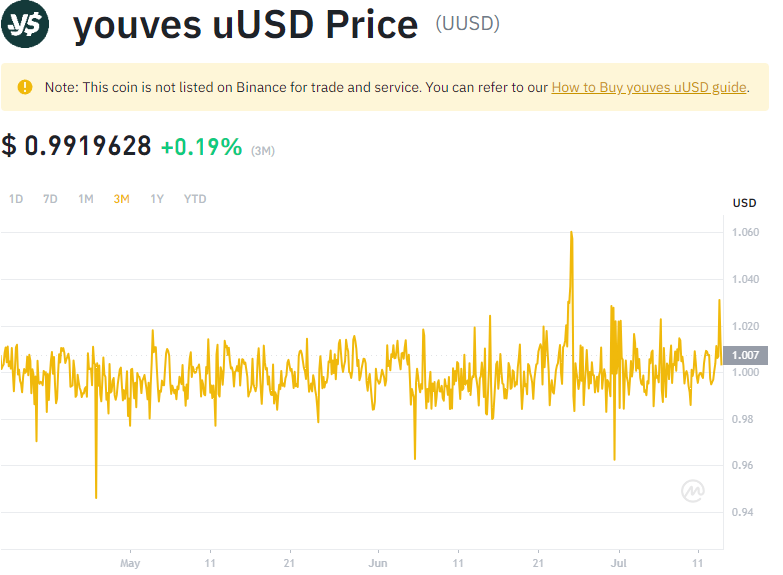 y$
youves uUSD Price (UUSD)
Note: This coin is not listed on Binance for trade and service. You can refer to our How to Buy youves uUSD guide.
$ 0.9919628 +0.19% (3M)
1D 7D 1M 3M 1Y YTD
USD
1.060
1.040
1.020
1.007
1.000
0.98
0.96
0.94
May 11 21 Jun 11 21 Jul 11